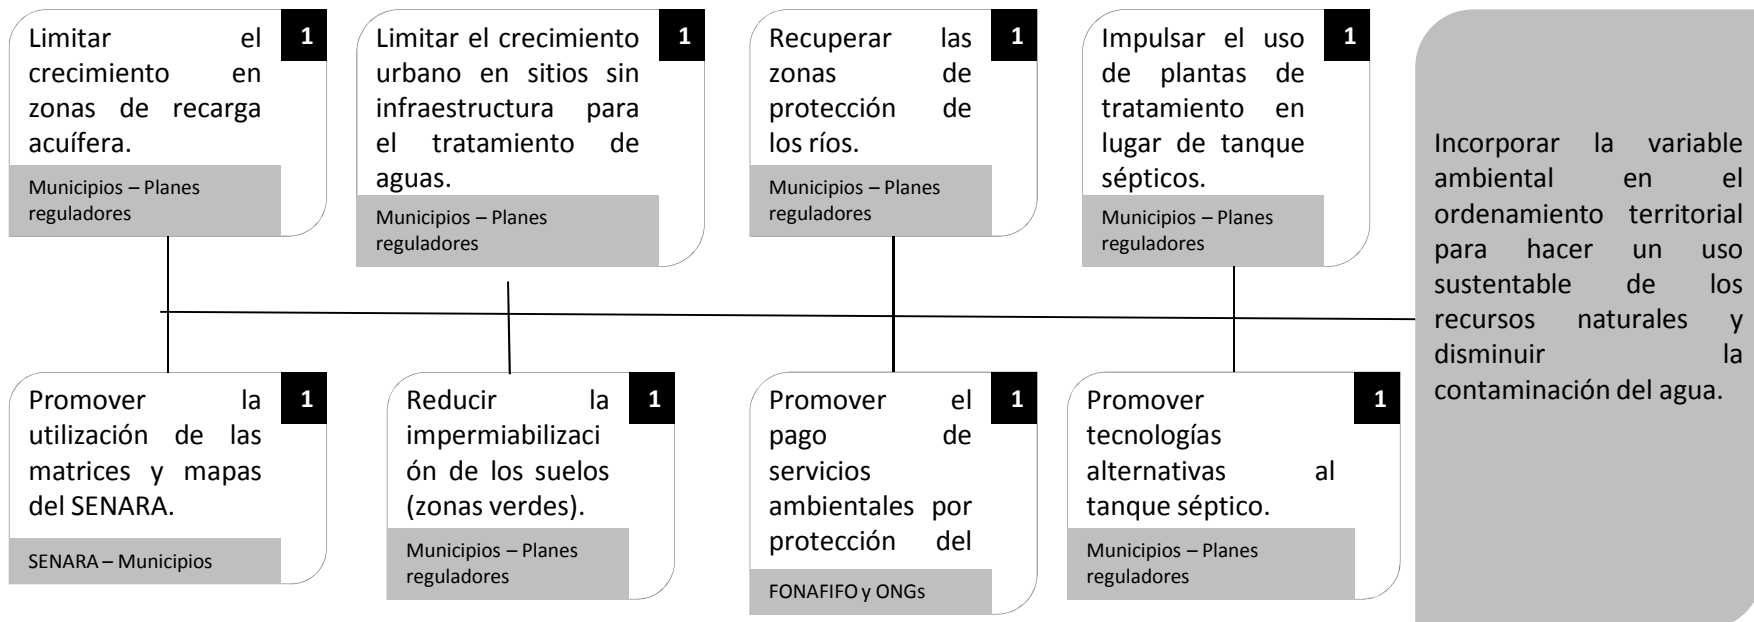 Limitar el
crecimiento en
zonas de recarga
acuífera.
1
Municipios – Planes
reguladores
Limitar el crecimiento
urbano en sitios sin
infraestructura para
el tratamiento de
aguas.
1
Municipios – Planes
reguladores
Recuperar las
zonas de
protección de
los ríos.
1
Municipios – Planes
reguladores
Impulsar el uso
de plantas de
tratamiento en
lugar de tanque
sépticos.
1
Municipios – Planes
reguladores
Promover la
utilización de las
matrices y mapas
del SENARA.
1
SENARA – Municipios
Reducir la
impermiabilizaci
ón de los suelos
(zonas verdes).
1
Municipios – Planes
reguladores
Promover el
pago de
servicios
ambientales por
protección del
1
FONAFIFO y ONGs
Promover
tecnologías
alternativas al
tanque séptico.
1
Municipios – Planes
reguladores
Incorporar la variable
ambiental en el
ordenamiento territorial
para hacer un uso
sustentable de los
recursos naturales y
disminuir la
contaminación del agua.